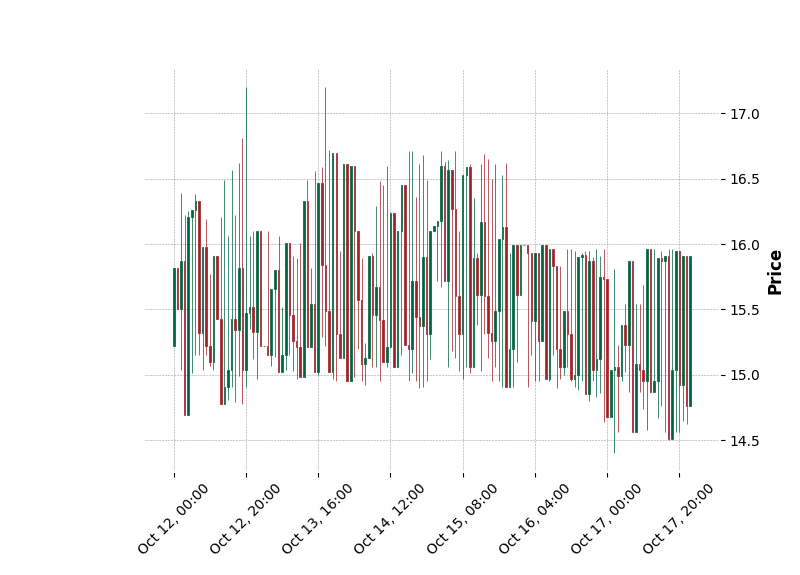 17.0
16.5
16.0
15.5
15.0
14.5
Price
Oct 12, 00:00
Oct 12, 20:00
Oct 13, 16:00
Oct 14, 12:00
Oct 15, 08:00
Oct 16, 04:00
Oct 17, 00:00
Oct 17, 20:00